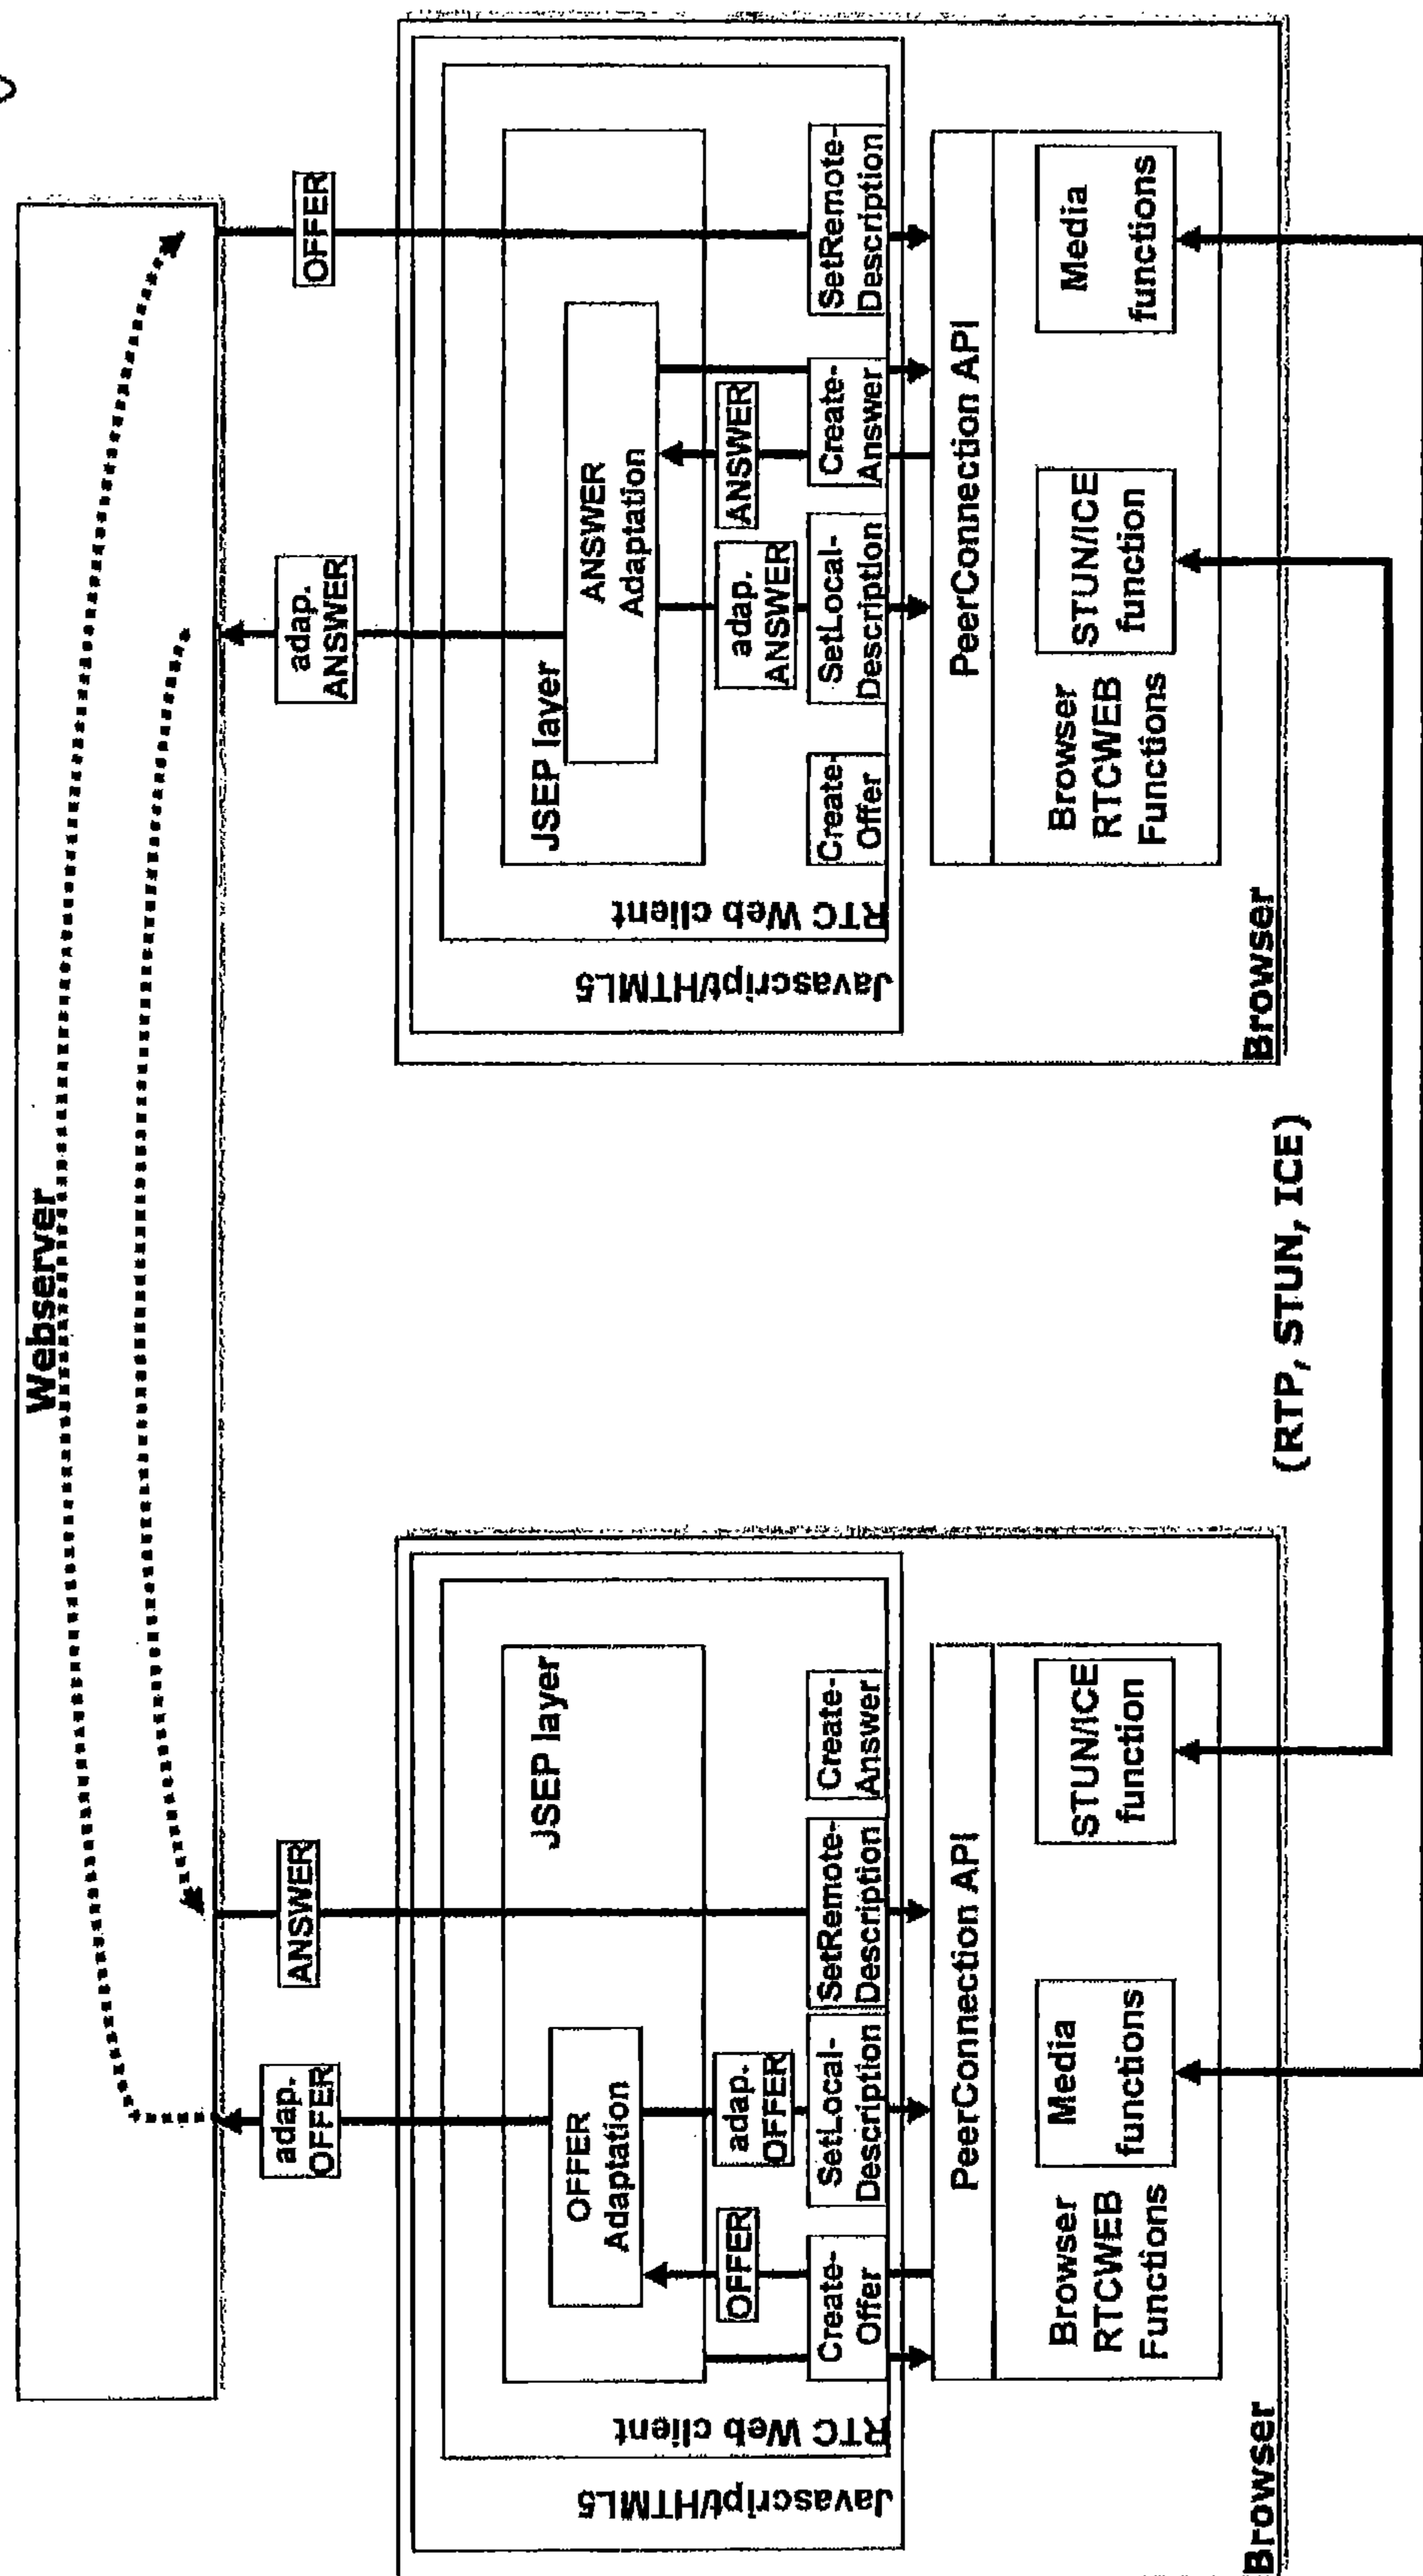 Webserver
adap.
OFFER
ANSWER
adap.
ANSWER
OFFER
Javascript/HTML5
RTC Web client
JSEP layer
OFFER
Adaptation
OFFER
adap.
OFFER
Create-
Offer
SetLocal-
Description
SetRemote-
Description
Create-
Answer
PeerConnection API
Browser
RTCWEB
Functions
Media
functions
STUN/ICE
function
Browser
(RTP, STUN, ICE)
Javascript/HTML5
RTC Web client
JSEP layer
ANSWER
Adaptation
adap.
ANSWER
ANSWER
Create-
Offer
SetLocal-
Description
Create-
Answer
SetRemote-
Description
PeerConnection API
Browser
RTCWEB
Functions
STUN/ICE
function
Media
functions
Browser